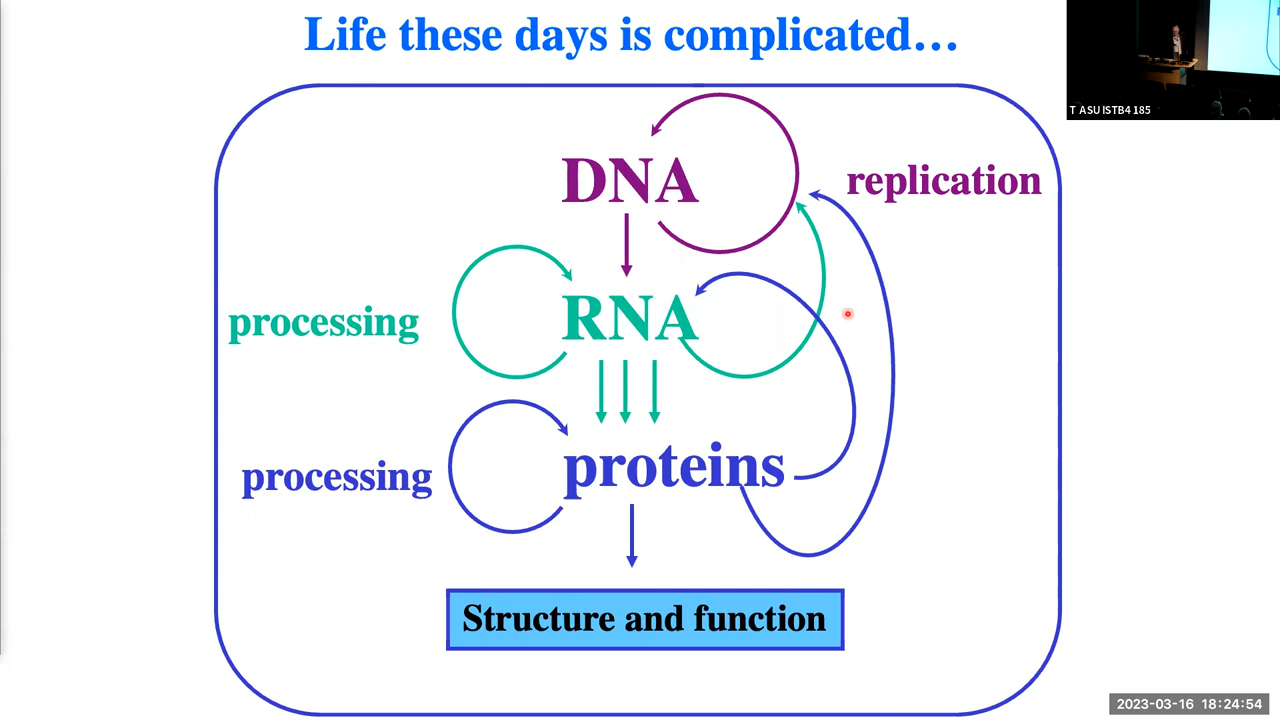 Life these days is complicated…
T ASU ISTB4 185
DNA
replication
RNA
processing
proteins
processing
Structure and function
2023-03-16 18:24:54